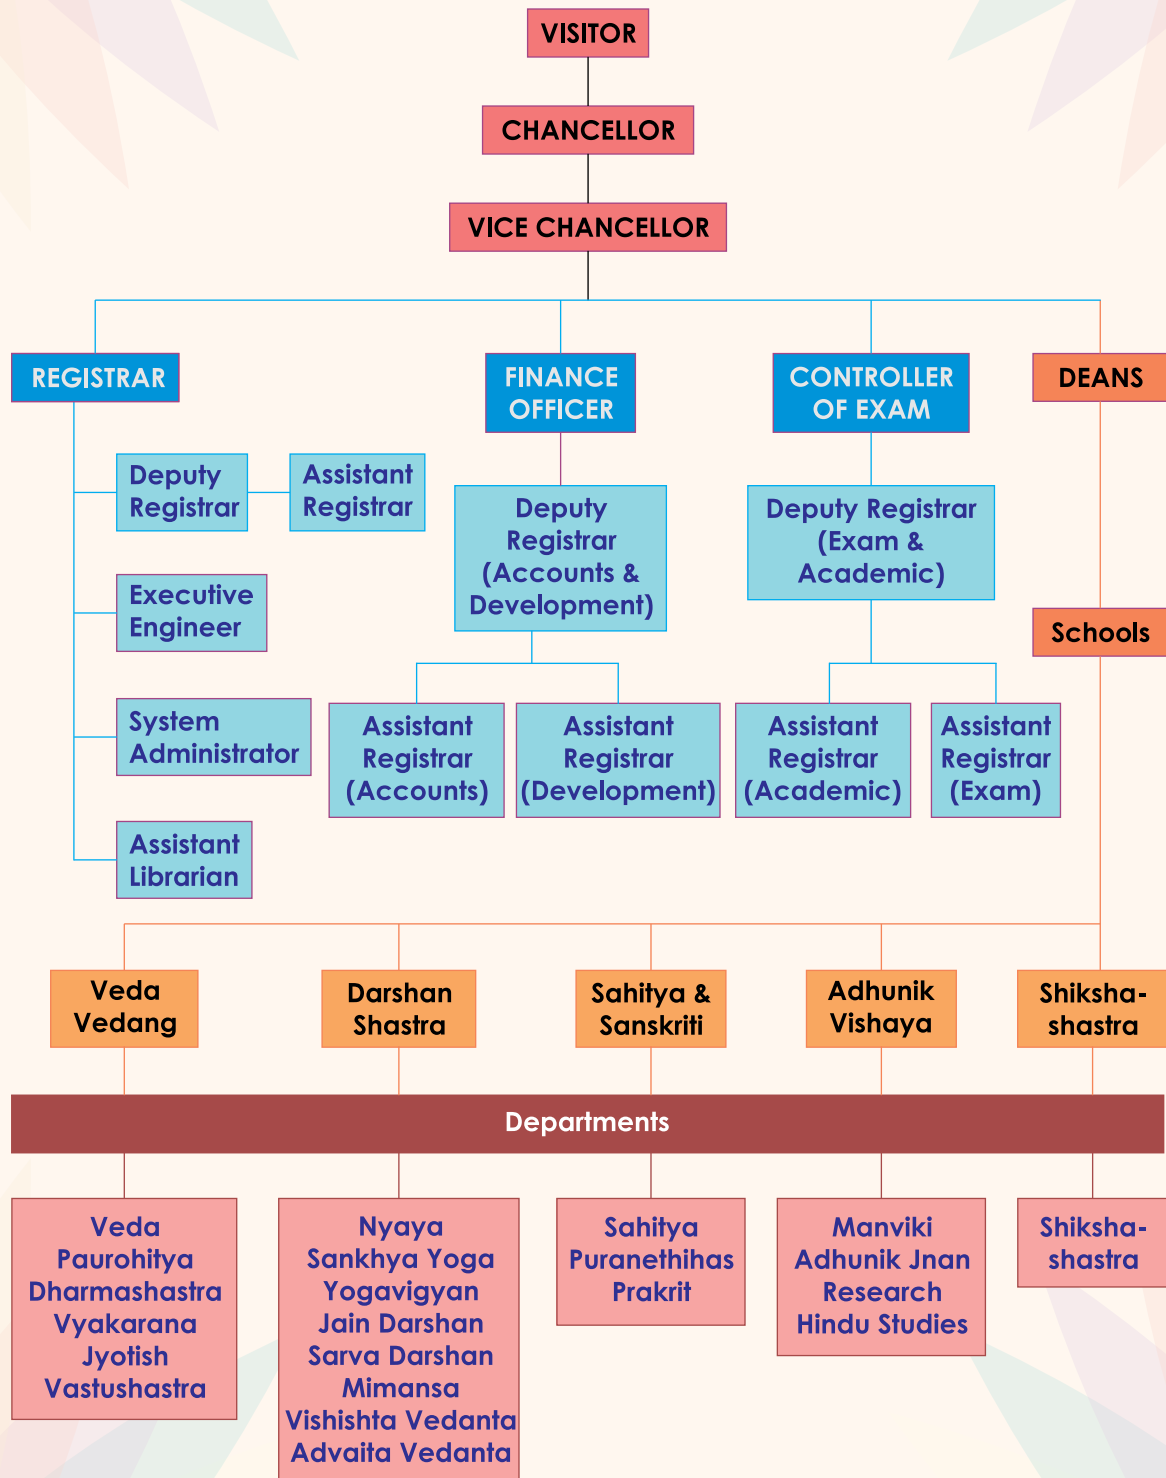 VISITOR
CHANCELLOR
VICE CHANCELLOR
REGISTRAR
FINANCE
OFFICER
CONTROLLER
OF EXAM
DEANS
Deputy
Registrar
Assistant
Registrar
Executive
Engineer
System
Administrator
Assistant
Librarian
Deputy
Registrar
(Accounts &
Development)
Assistant
Registrar
(Accounts)
Assistant
Registrar
(Development)
Deputy Registrar
(Exam &
Academic)
Assistant
Registrar
(Academic)
Assistant
Registrar
(Exam)
Schools
Veda
Vedang
Darshan
Shastra
Sahitya &
Sanskriti
Adhunik
Vishaya
Shiksha-
shastra
Departments
Veda
Paurohitya
Dharmashastra
Vyakarana
Jyotish
Vastushastra
Nyaya
Sankhya Yoga
Yogavigyan
Jain Darshan
Sarva Darshan
Mimansa
Vishishta Vedanta
Advaita Vedanta
Sahitya
Puranethihas
Prakrit
Manviki
Adhunik Jnan
Research
Hindu Studies
Shiksha-
shastra